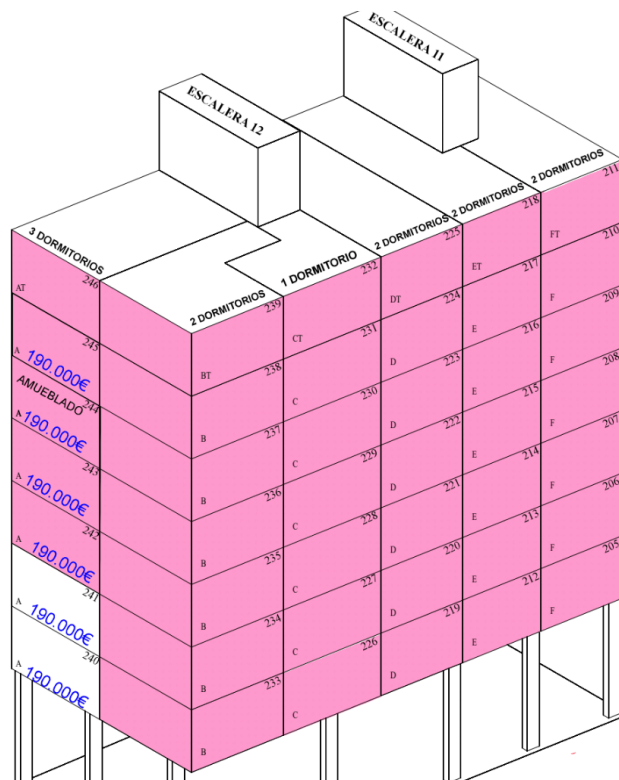 ESCALERA 11
ESCALERA 12
3 DORMITORIOS
2 DORMITORIOS
1 DORMITORIO
2 DORMITORIOS
2 DORMITORIOS
2 DORMITORIOS
246
239
232
225
218
211
AT
BT
CT
DT
ET
FT
245
238
231
224
217
210
A 190.000€
B
C
D
E
F
AMUEBLADO
244
237
230
223
216
209
A 190.000€
B
C
D
E
F
243
236
229
222
215
208
A 190.000€
B
C
D
E
F
242
235
228
221
214
207
A 190.000€
B
C
D
E
F
241
234
227
220
213
206
A 190.000€
B
C
D
E
F
240
233
226
219
212
205
A 190.000€
B
C
D
E
F